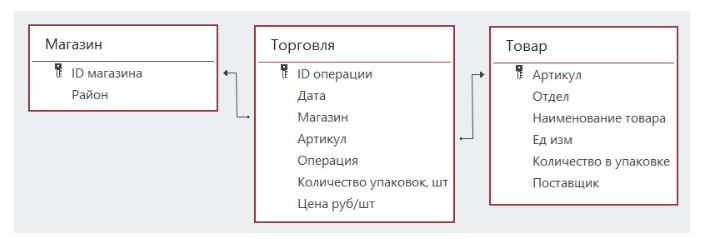 Магазин
ID магазина
Район
Торговля
ID операции
Дата
Магазин
Артикул
Операция
Количество упаковок, шт
Цена руб/шт
Товар
Артикул
Отдел
Наименование товара
Ед изм
Количество в упаковке
Поставщик